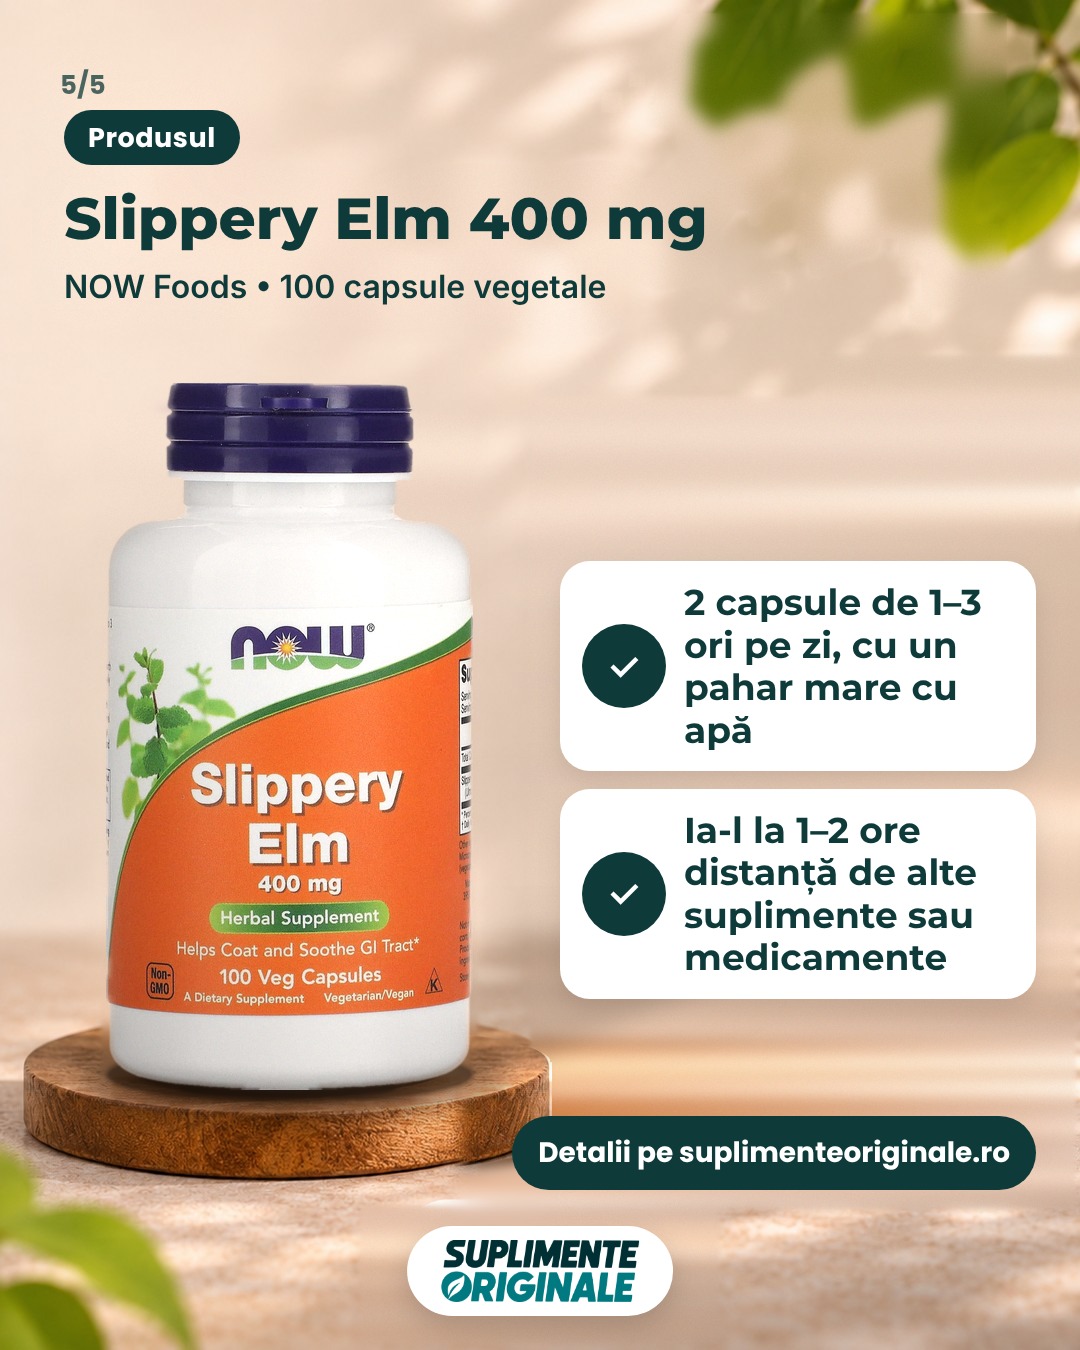 5/5
Produsul
Slippery Elm 400 mg
NOW Foods • 100 capsule vegetale
NOW®
Slippery
Elm
400 mg
Herbal Supplement
Helps Coat and Soothe GI Tract*
100 Veg Capsules
Non-
GMO
A Dietary Supplement Vegetarian/Vegan
K
2 capsule de 1–3
ori pe zi, cu un
pahar mare cu
apă
Ia-l la 1–2 ore
distanță de alte
suplimente sau
medicamente
Detalii pe suplimenteoriginale.ro
SUPLIMENTE
ORIGINALE